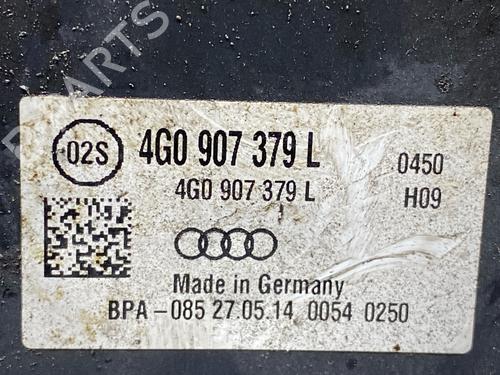 PARTS
02S 4G0 907 379 L 0450
4G0 907 379 L H09
Made in Germany
BPA-085 27 05.14 0054 0250